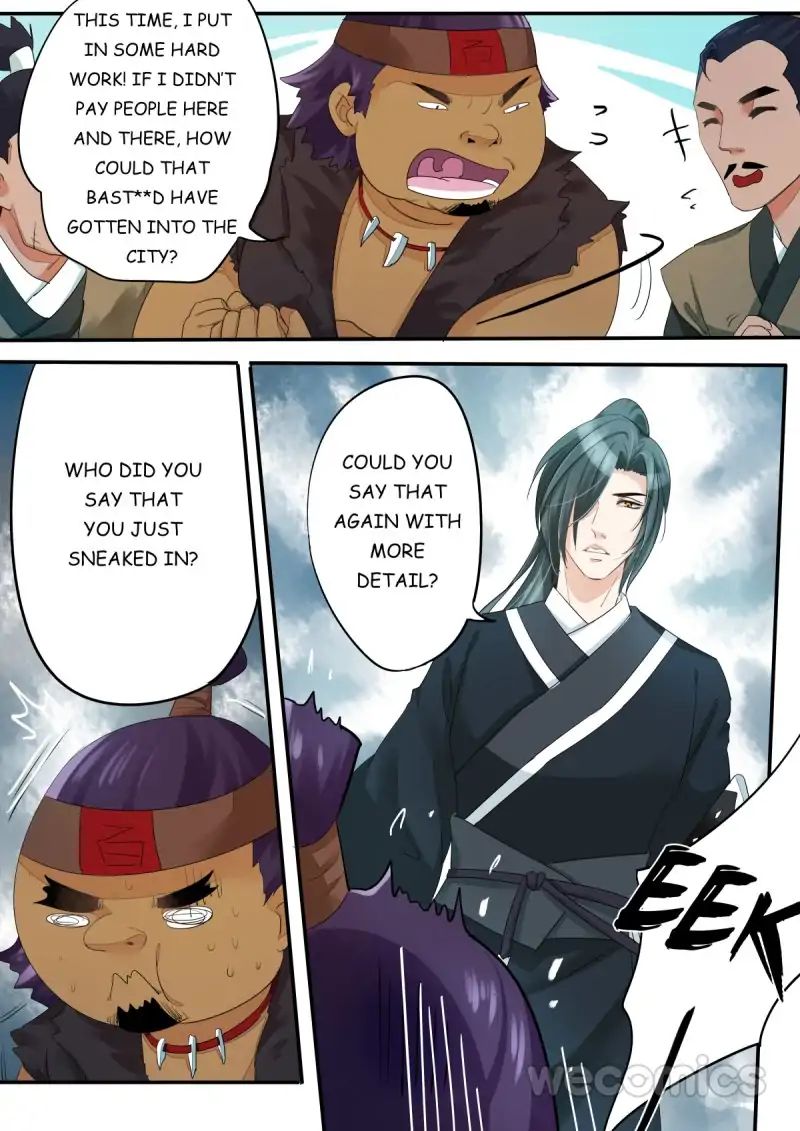 THIS TIME, I PUT
IN SOME HARD
WORK! IF I DIDN'T
PAY PEOPLE HERE
AND THERE, HOW
COULD THAT
BAST**D HAVE
GOTTEN INTO THE
CITY?
WHO DID YOU
SAY THAT
YOU JUST
SNEAKED IN?
COULD YOU
SAY THAT
AGAIN WITH
MORE
DETAIL?
EEK
wecomics